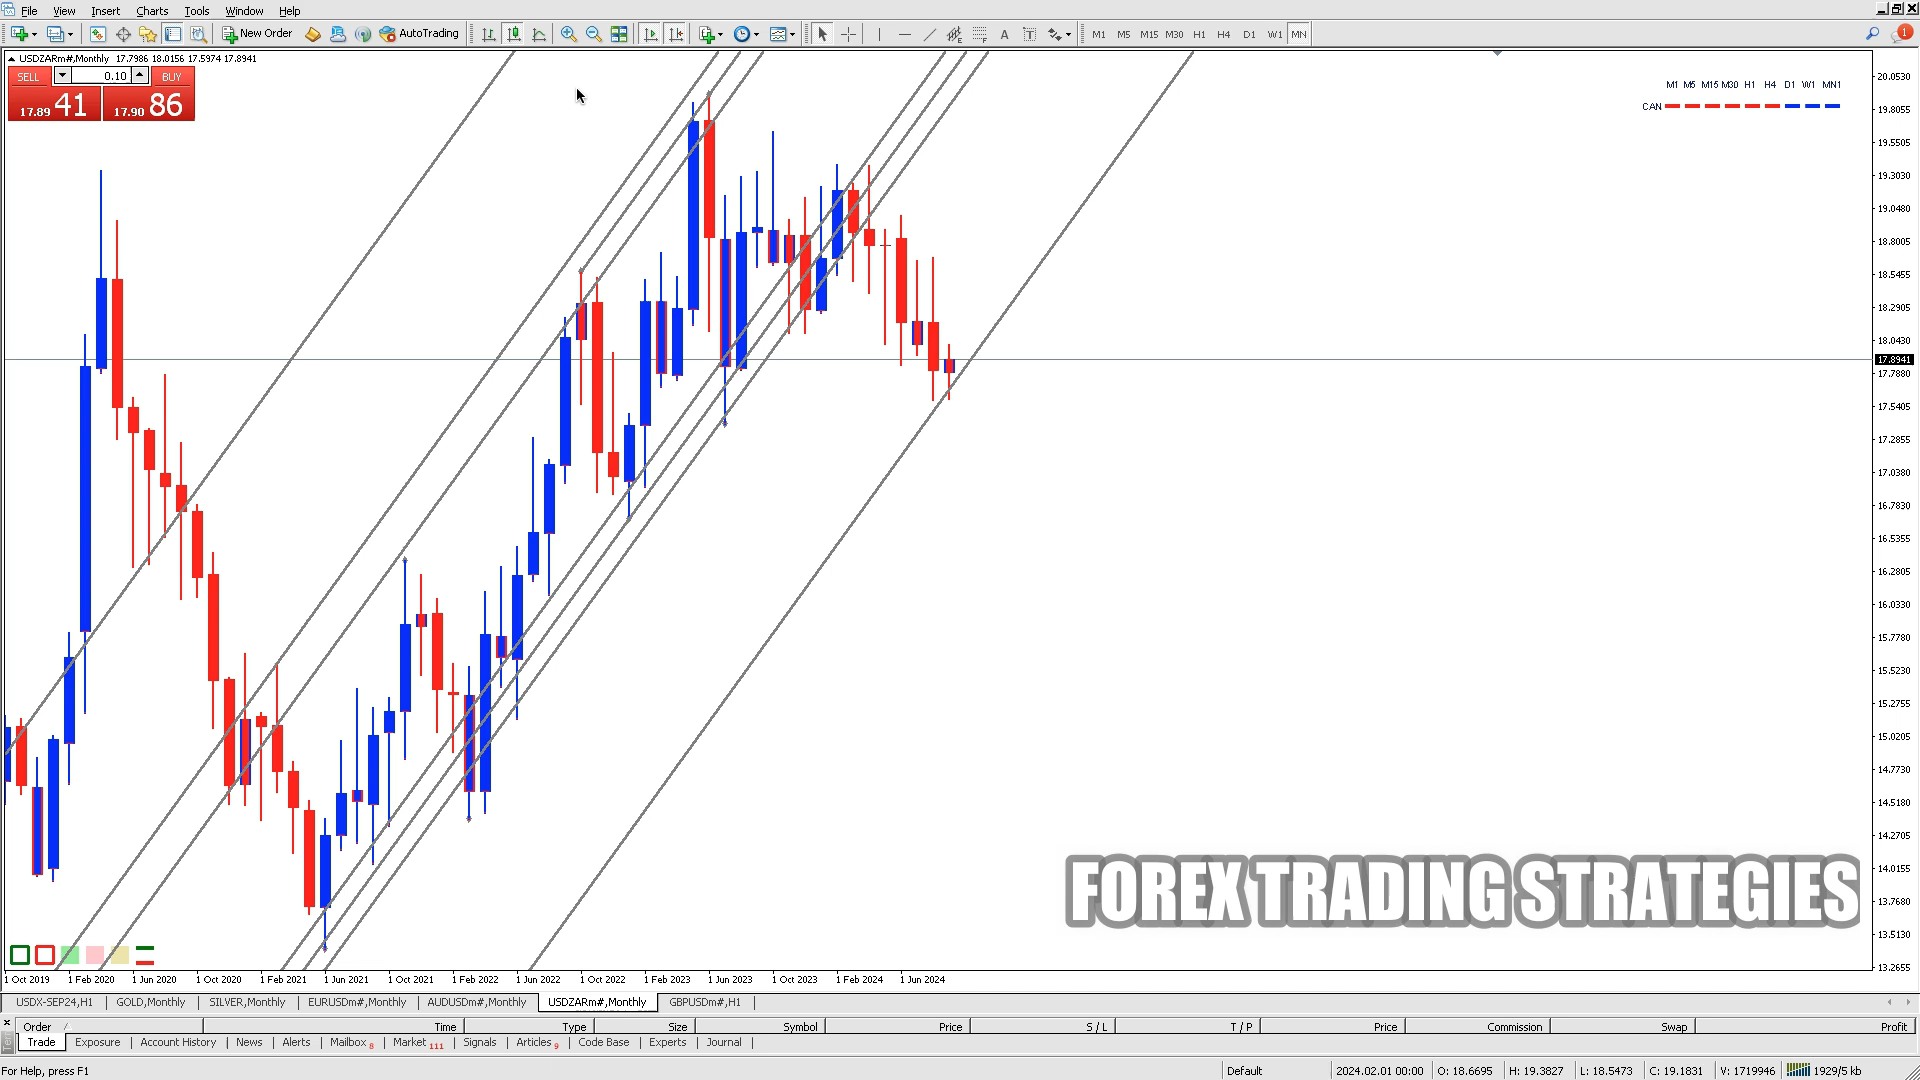 File View Insert Charts Tools Window Help
New Order AutoTrading M1 M5 M15 M30 H1 H4 D1 W1 MN 1
USDZARm#,Monthly 17.7986 18.0156 17.5974 17.8941
SELL 0.10 BUY
17.89 41 17.90 86
M1 M5 M15 M30 H1 H4 D1 W1 MN1
CAN
20.0530
19.8055
19.5505
19.3030
19.0480
18.8005
18.5455
18.2905
18.0430
17.8941
17.7880
17.5405
17.2855
17.0380
16.7830
16.5355
16.2805
16.0330
15.7780
15.5230
15.2755
15.0205
14.7730
14.5180
14.2705
14.0155
13.7680
13.5130
13.2655
FOREX TRADING STRATEGIES
1 Oct 2019 1 Feb 2020 1 Jun 2020 1 Oct 2020 1 Feb 2021 1 Jun 2021 1 Oct 2021 1 Feb 2022 1 Jun 2022 1 Oct 2022 1 Feb 2023 1 Jun 2023 1 Oct 2023 1 Feb 2024 1 Jun 2024
USDX-SEP24,H1 GOLD,Monthly SILVER,Monthly EURUSDm#,Monthly AUDUSDm#,Monthly USDZARm#,Monthly GBPUSDm#,H1
Order / Time Type Size Symbol Price S / L T / P Price Commission Swap Profit
Trade Exposure Account History News Alerts Mailbox 8 Market 111 Signals Articles 9 Code Base Experts Journal
For Help, press F1 Default 2024.02.01 00:00 O: 18.6695 H: 19.3827 L: 18.5473 C: 19.1831 V: 1719946 1929/5 kb